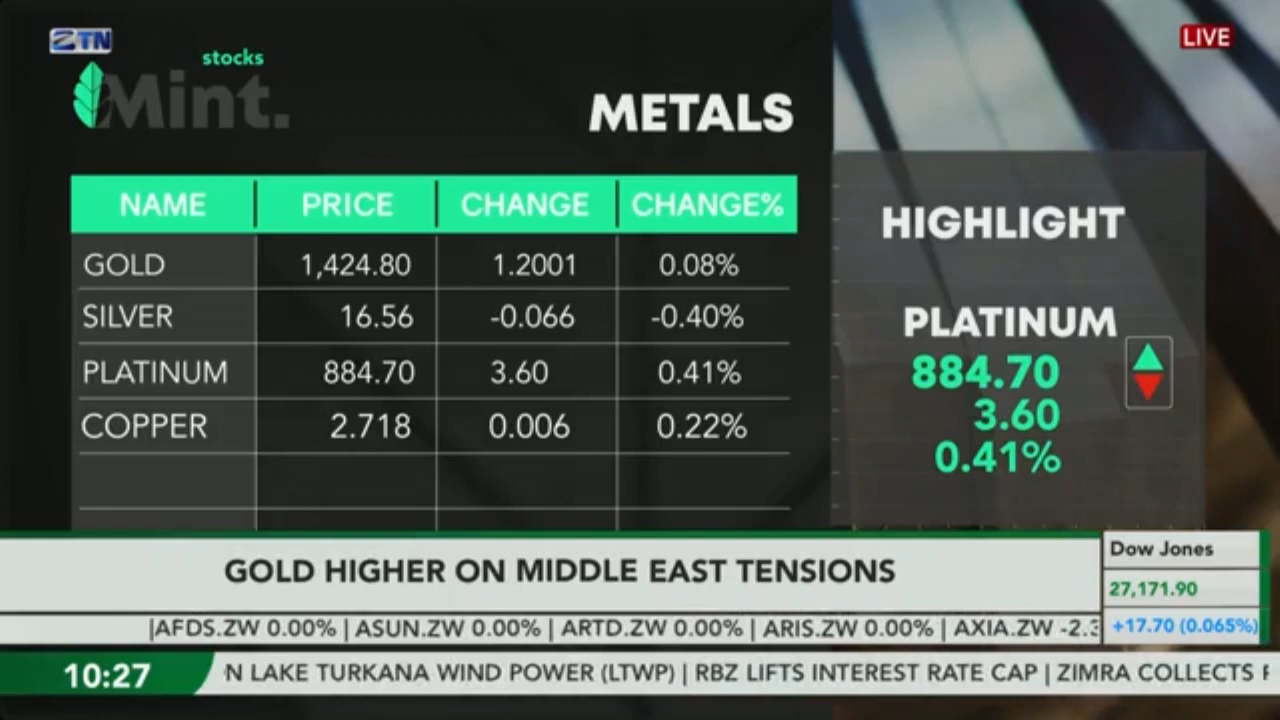 ZTN
LIVE
stocks
Mint.
METALS
NAME PRICE CHANGE CHANGE%
GOLD 1,424.80 1.2001 0.08%
SILVER 16.56 -0.066 -0.40%
PLATINUM 884.70 3.60 0.41%
COPPER 2.718 0.006 0.22%
HIGHLIGHT
PLATINUM
884.70
3.60
0.41%
GOLD HIGHER ON MIDDLE EAST TENSIONS
Dow Jones
27,171.90
+17.70 (0.065%)
|AFDS.ZW 0.00% | ASUN.ZW 0.00% | ARTD.ZW 0.00% | ARIS.ZW 0.00% | AXIA.ZW -2.3
10:27
N LAKE TURKANA WIND POWER (LTWP) | RBZ LIFTS INTEREST RATE CAP | ZIMRA COLLECTS